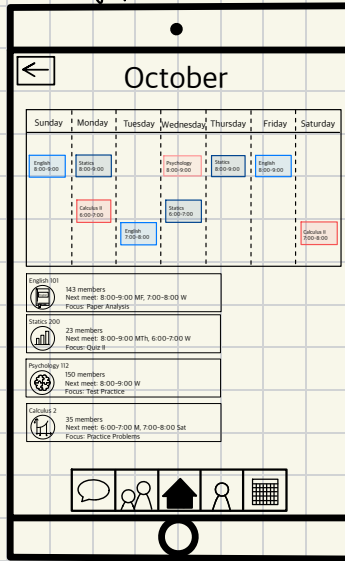 October
Sunday Monday Tuesday Wednesday Thursday Friday Saturday
English
8:00-9:00
Statics
8:00-9:00
Psychology
8:00-9:00
Statics
8:00-9:00
English
8:00-9:00
Calculus II
6:00-7:00
Statics
6:00-7:00
English
7:00-8:00
Calculus II
7:00-8:00
English 101
143 members
Next meet: 8:00-9:00 MF, 7:00-8:00 W
Focus: Paper Analysis
Statics 200
23 members
Next meet: 8:00-9:00 MTh, 6:00-7:00 W
Focus: Quiz II
Psychology 112
150 members
Next meet: 8:00-9:00 W
Focus: Test Practice
Calculus 2
35 members
Next meet: 6:00-7:00 M, 7:00-8:00 Sat
Focus: Practice Problems